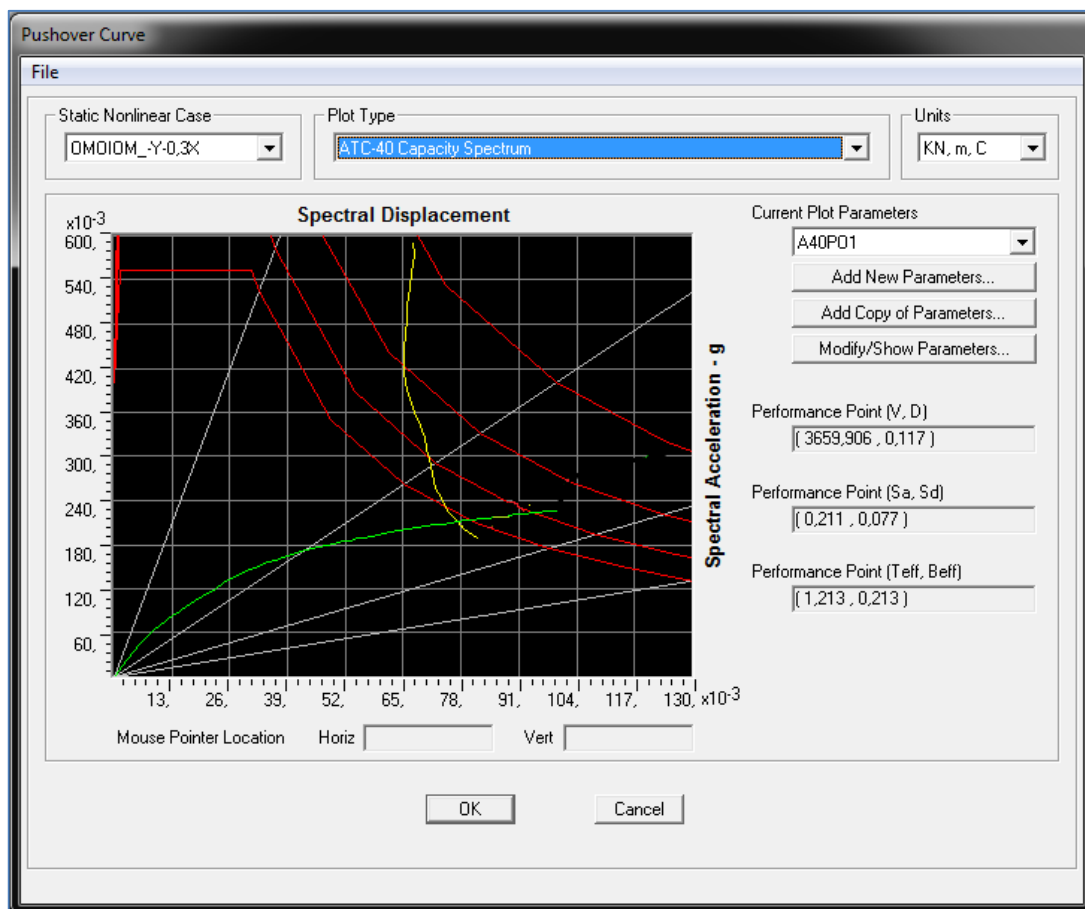 Pushover Curve
File
Static Nonlinear Case
OMOIOM_-Y-0,3X
Plot Type
ATC-40 Capacity Spectrum
Units
KN, m, C
Spectral Displacement
x10-3
600,
540,
480,
420,
360,
300,
240,
180,
120,
60,
13, 26, 39, 52, 65, 78, 91, 104, 117, 130, x10-3
Spectral Acceleration - g
Mouse Pointer Location Horiz Vert
Current Plot Parameters
A40PO1
Add New Parameters...
Add Copy of Parameters...
Modify/Show Parameters...
Performance Point (V, D)
( 3659,906 , 0,117 )
Performance Point (Sa, Sd)
( 0,211 , 0,077 )
Performance Point (Teff, Beff)
( 1,213 , 0,213 )
OK Cancel